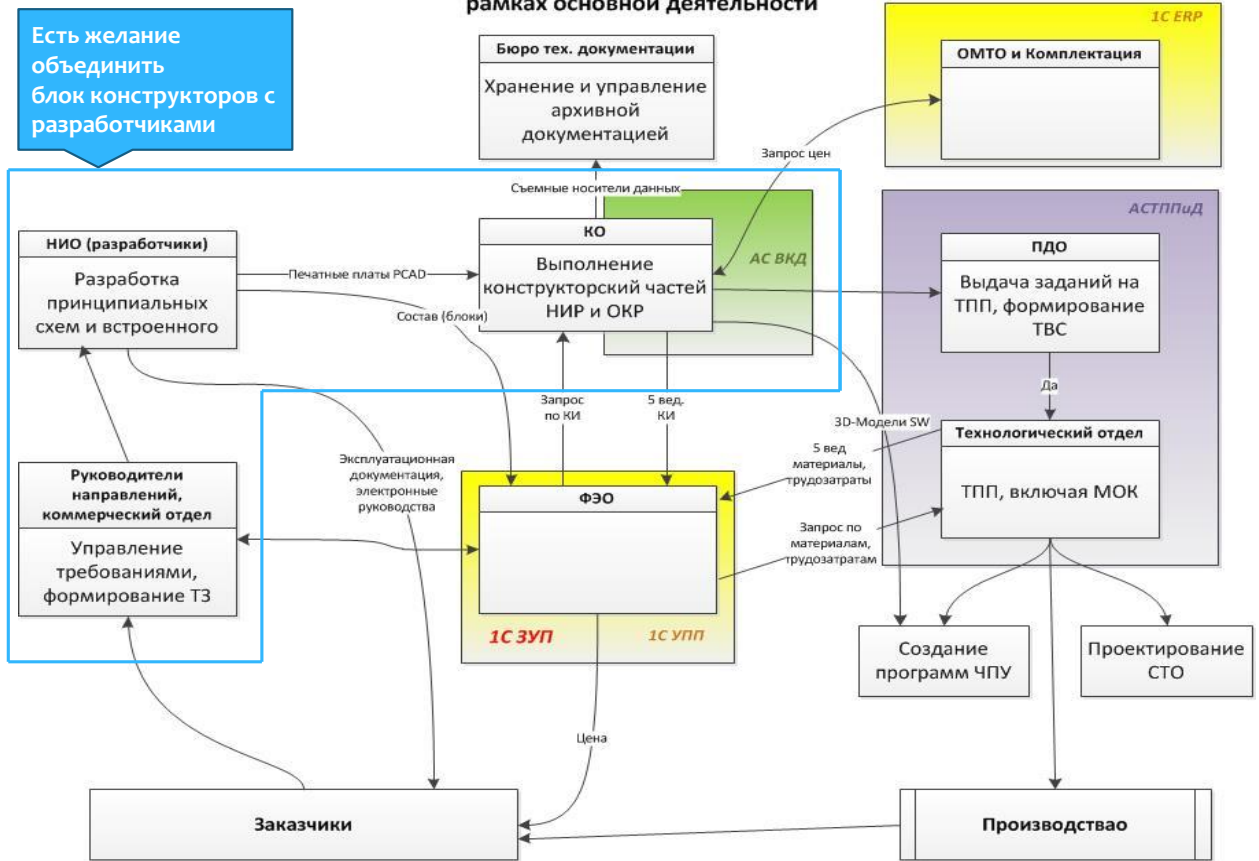 рамках основной деятельности
Есть желание
объединить
блок конструкторов с
разработчиками
Бюро тех. документации
Хранение и управление
архивной
документацией
1С ERP
ОМТО и Комплектация
Запрос цен
Съемные носители данных
АСТППиД
НИО (разработчики)
Разработка
принципиальных
схем и встроенного
Печатные платы PCAD
Состав (блоки)
КО
Выполнение
конструкторский частей
НИР и ОКР
АС ВКД
ПДО
Выдача заданий на
ТПП, формирование
ТВС
Да
Запрос
по КИ
5 вед.
КИ
3D-Модели SW
Технологический отдел
ТПП, включая МОК
5 вед
материалы,
трудозатраты
Запрос по
материалам,
трудозатратам
Эксплуатационная
документация,
электронные
руководства
Руководители
направлений,
коммерческий отдел
Управление
требованиями,
формирование ТЗ
ФЭО
1С ЗУП
1С УПП
Создание
программ ЧПУ
Проектирование
СТО
Цена
Заказчики
Производствао